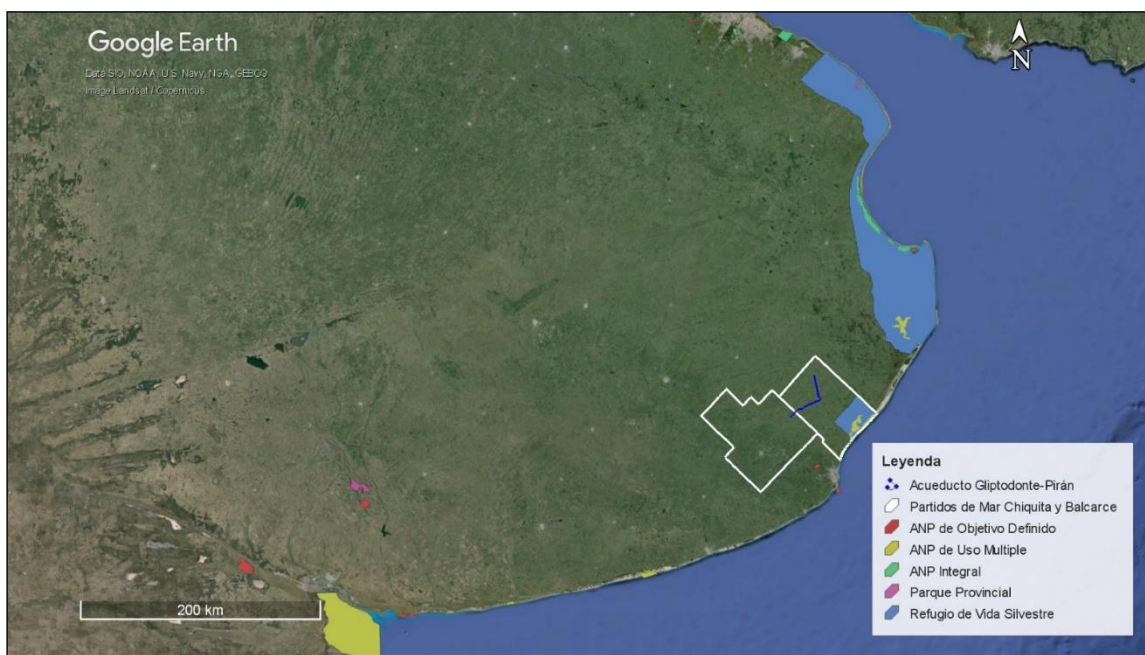 Google Earth
Data SIO, NOAA, U.S. Navy, NGA, GEBCO
Image Landsat / Copernicus
N
Leyenda
Acueducto Gliptodonte-Pirán
Partidos de Mar Chiquita y Balcarce
ANP de Objetivo Definido
ANP de Uso Multiple
ANP Integral
Parque Provincial
Refugio de Vida Silvestre
200 km